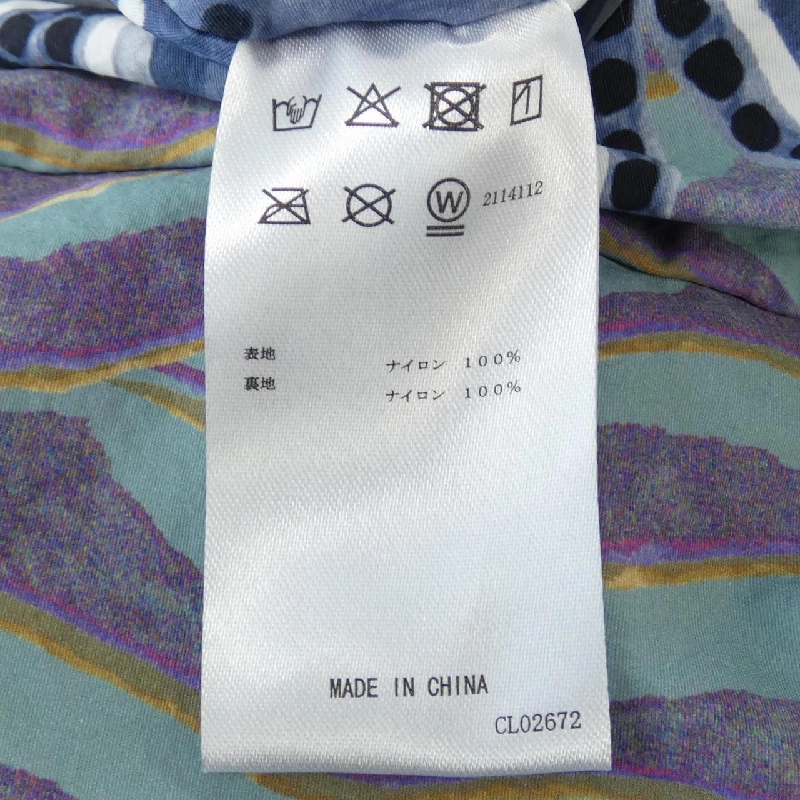 W 2114112
表地 ナイロン 100%
裏地 ナイロン 100%
MADE IN CHINA
CL02672